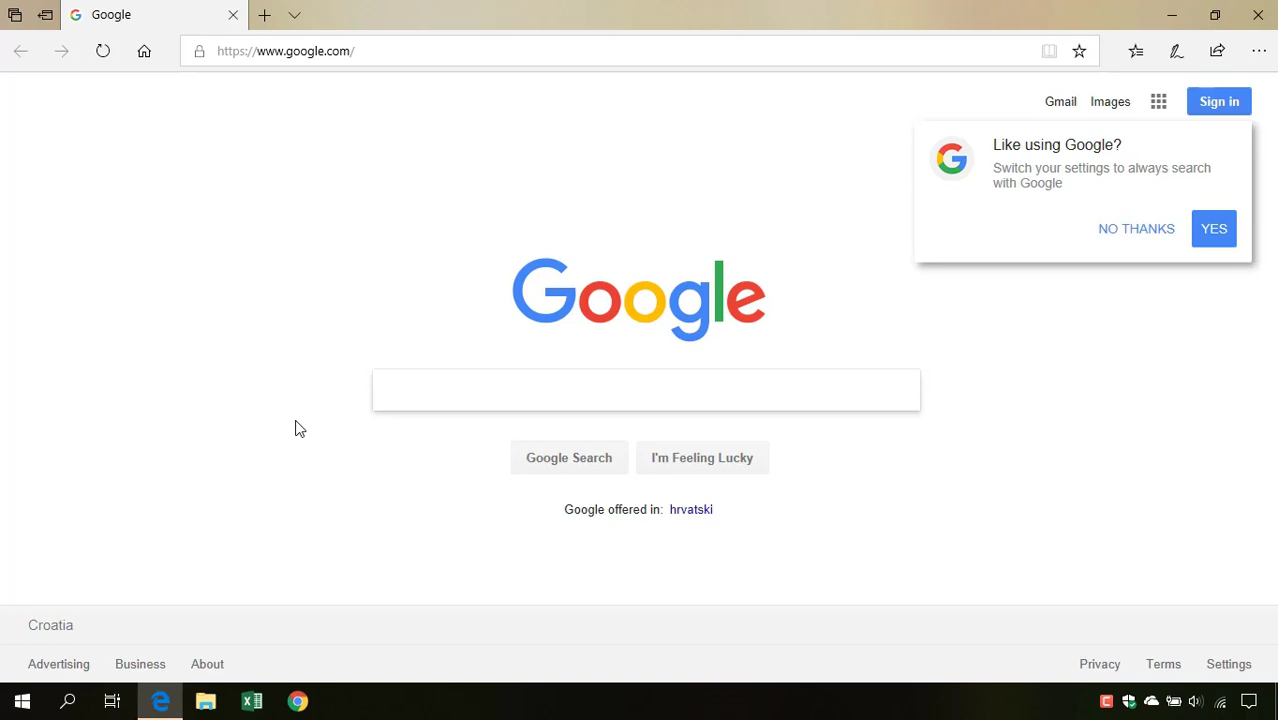 Google
https://www.google.com/
Gmail Images Sign in
Like using Google?
Switch your settings to always search
with Google
NO THANKS YES
Google
Google Search I'm Feeling Lucky
Google offered in: hrvatski
Croatia
Advertising Business About Privacy Terms Settings